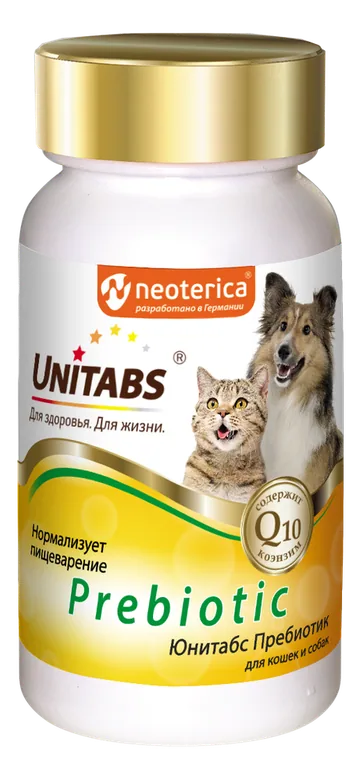 neoterica®
разработано в Германии
UNITABS®
Для здоровья. Для жизни.
содержит
Q10
коэнзим
Нормализует
пищеварение
Prebiotic
Юнитабс Пребиотик
для кошек и собак